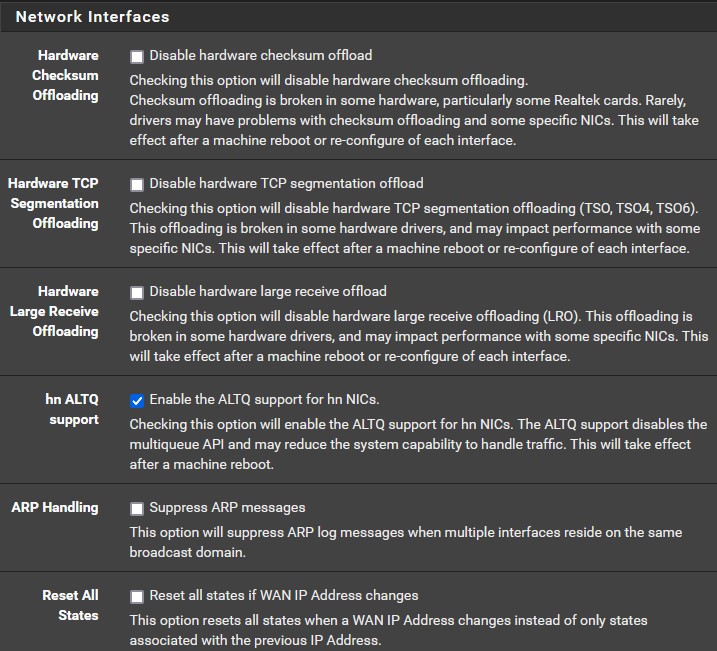 Network Interfaces
Hardware Checksum Offloading
Disable hardware checksum offload
Checking this option will disable hardware checksum offloading.
Checksum offloading is broken in some hardware, particularly some Realtek cards. Rarely,
drivers may have problems with checksum offloading and some specific NICs. This will take
effect after a machine reboot or re-configure of each interface.
Hardware TCP Segmentation Offloading
Disable hardware TCP segmentation offload
Checking this option will disable hardware TCP segmentation offloading (TSO, TSO4, TSO6).
This offloading is broken in some hardware drivers, and may impact performance with some
specific NICs. This will take effect after a machine reboot or re-configure of each interface.
Hardware Large Receive Offloading
Disable hardware large receive offload
Checking this option will disable hardware large receive offloading (LRO). This offloading is
broken in some hardware drivers, and may impact performance with some specific NICs. This
will take effect after a machine reboot or re-configure of each interface.
hn ALTQ support
Enable the ALTQ support for hn NICs.
Checking this option will enable the ALTQ support for hn NICs. The ALTQ support disables the
multiqueue API and may reduce the system capability to handle traffic. This will take effect
after a machine reboot.
ARP Handling
Suppress ARP messages
This option will suppress ARP log messages when multiple interfaces reside on the same
broadcast domain.
Reset All States
Reset all states if WAN IP Address changes
This option resets all states when a WAN IP Address changes instead of only states
associated with the previous IP Address.